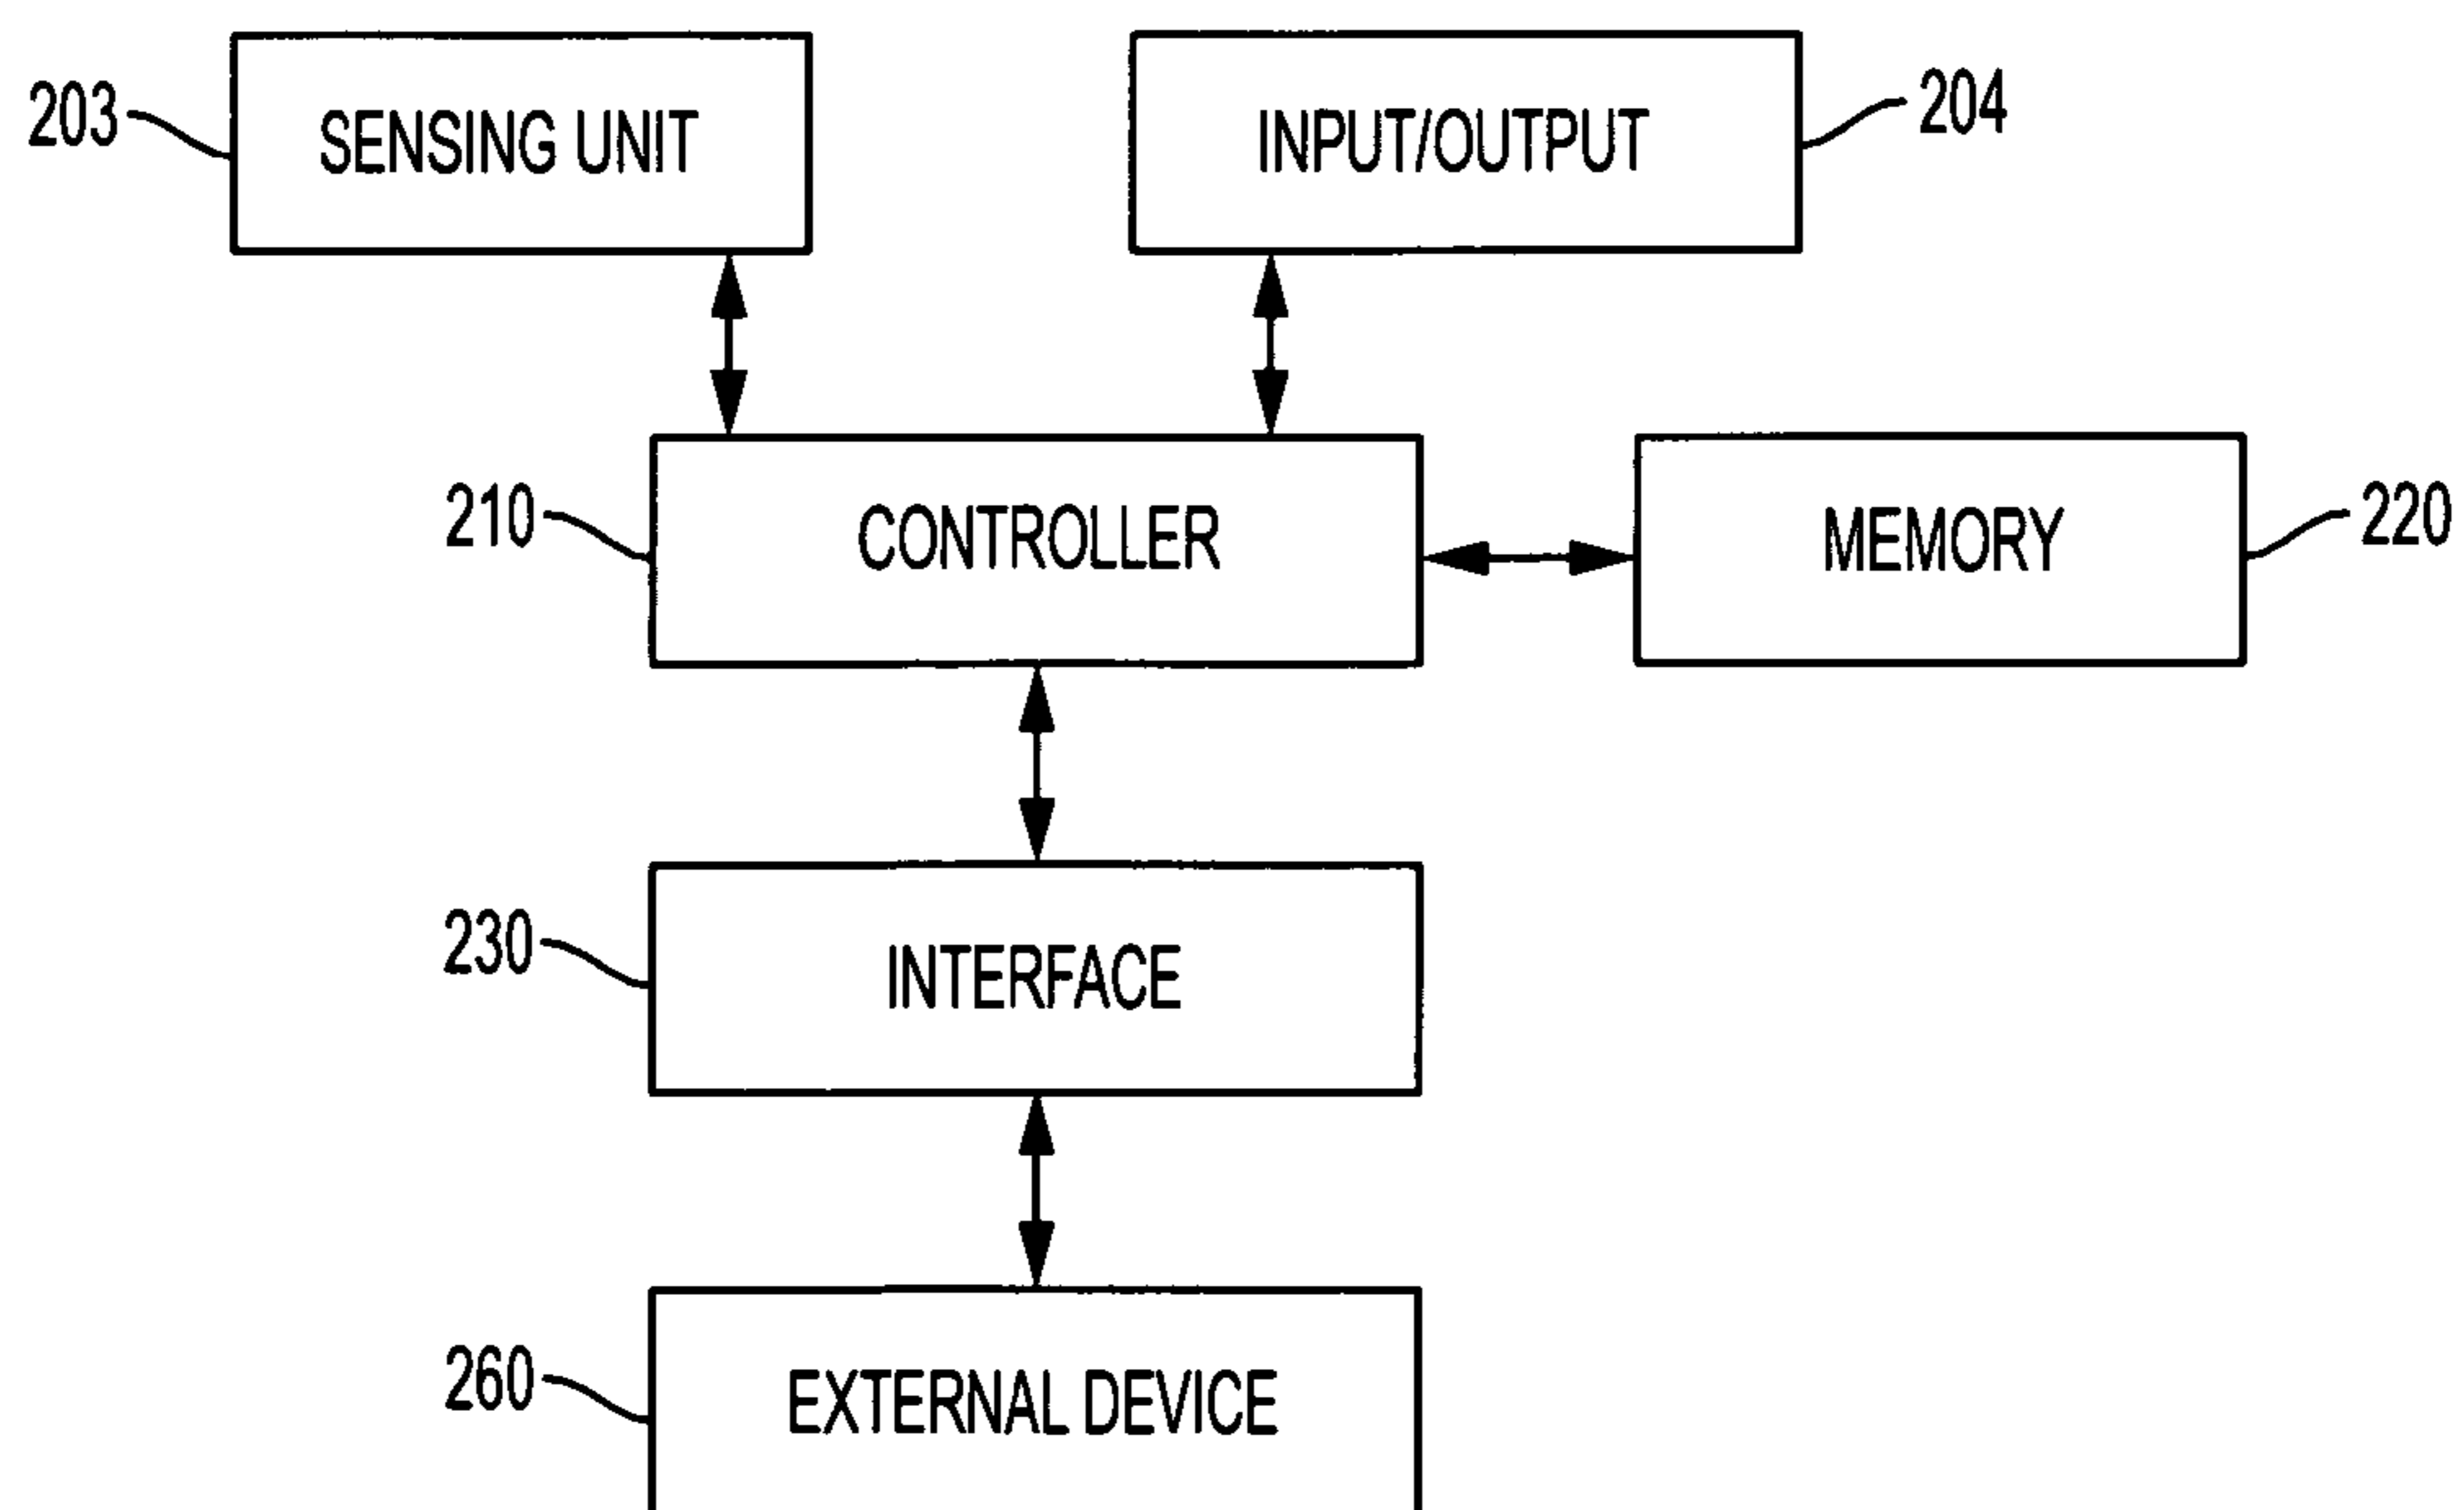 203
SENSING UNIT
INPUT/OUTPUT
204
210
CONTROLLER
MEMORY
220
230
INTERFACE
260
EXTERNAL DEVICE